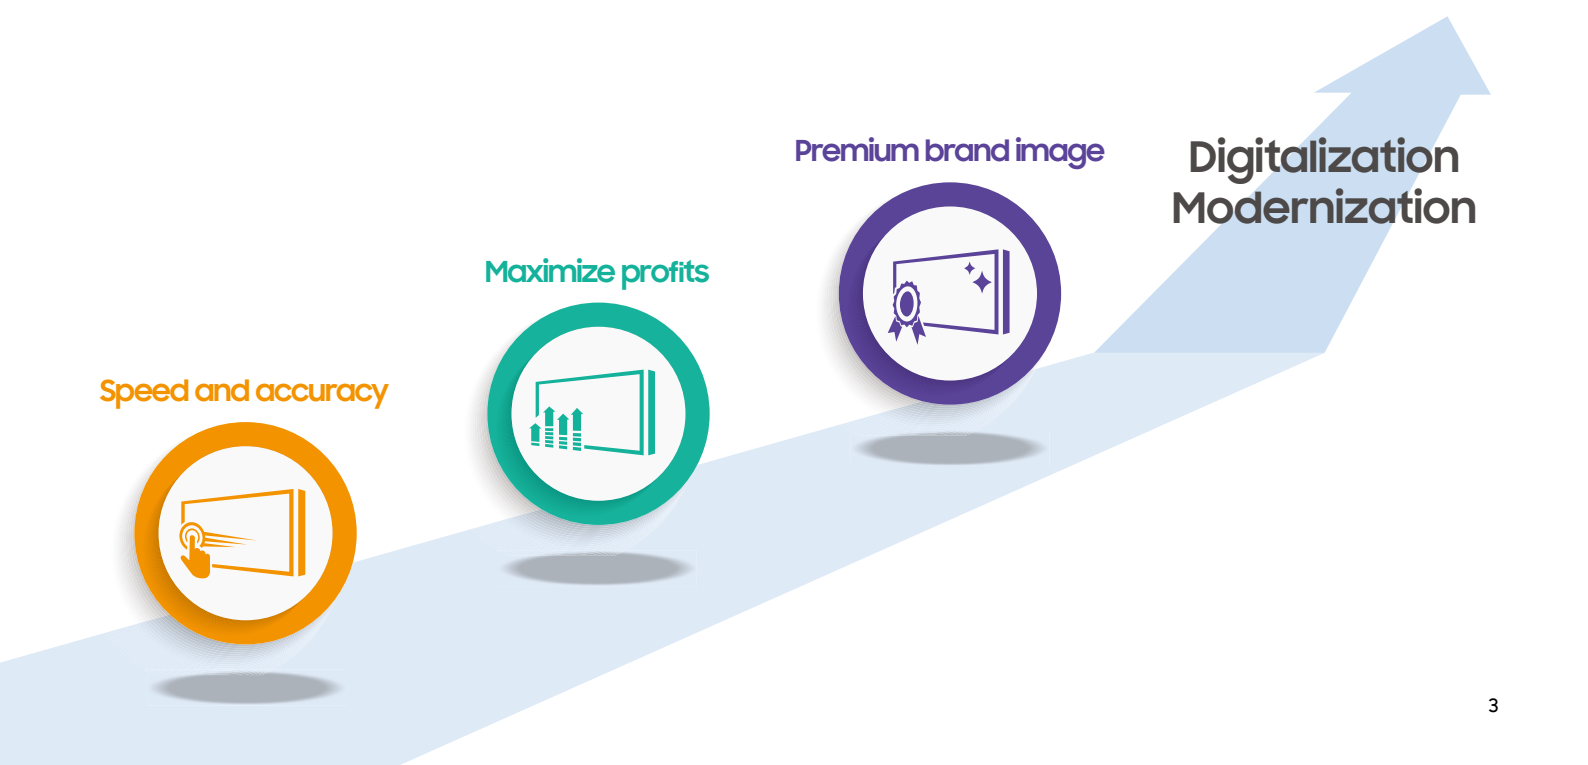 Premium brand image
Digitalization
Modernization
Maximize profits
Speed and accuracy
3